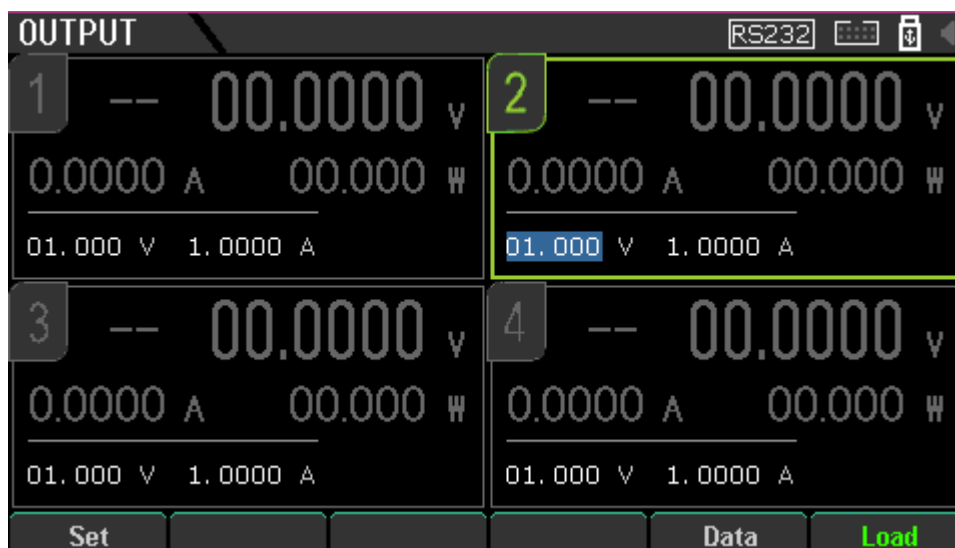 OUTPUT RS232
1 -- 00.0000 V
0.0000 A 00.000 W
01.000 V 1.0000 A
2 -- 00.0000 V
0.0000 A 00.000 W
01.000 V 1.0000 A
3 -- 00.0000 V
0.0000 A 00.000 W
01.000 V 1.0000 A
4 -- 00.0000 V
0.0000 A 00.000 W
01.000 V 1.0000 A
Set Data Load